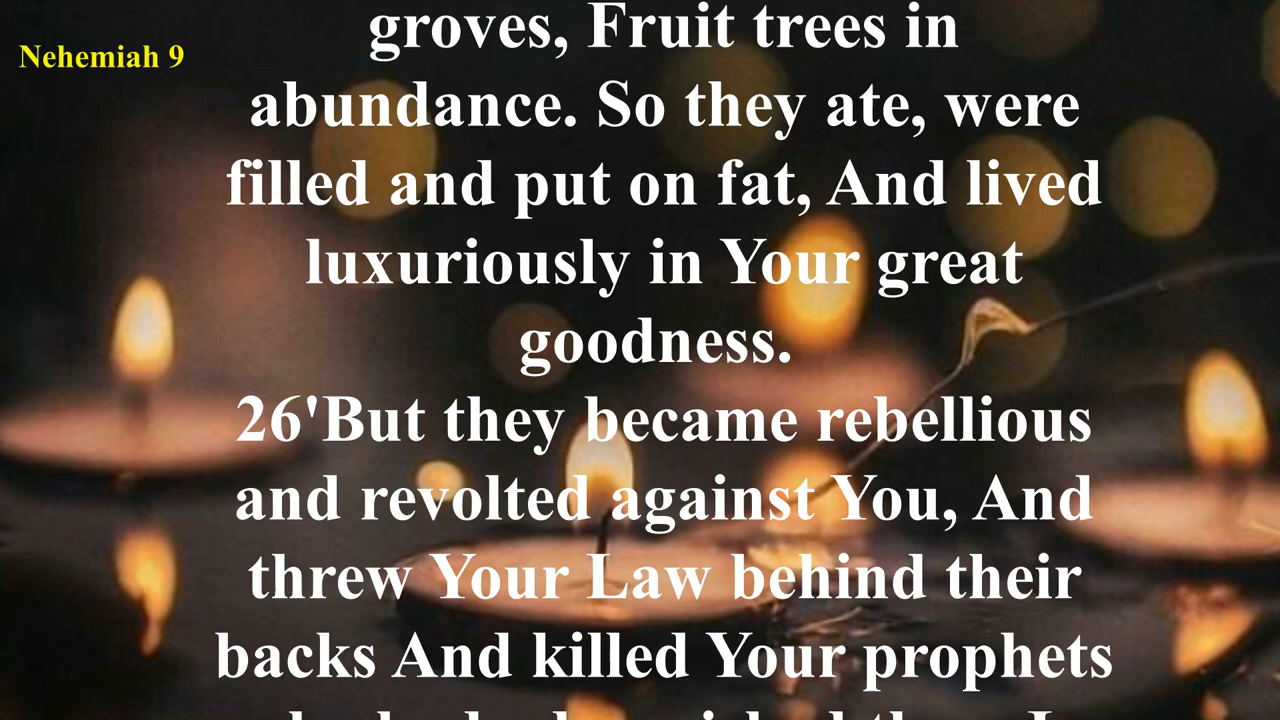 Nehemiah 9
groves, Fruit trees in
abundance. So they ate, were
filled and put on fat, And lived
luxuriously in Your great
goodness.
26'But they became rebellious
and revolted against You, And
threw Your Law behind their
backs And killed Your prophets